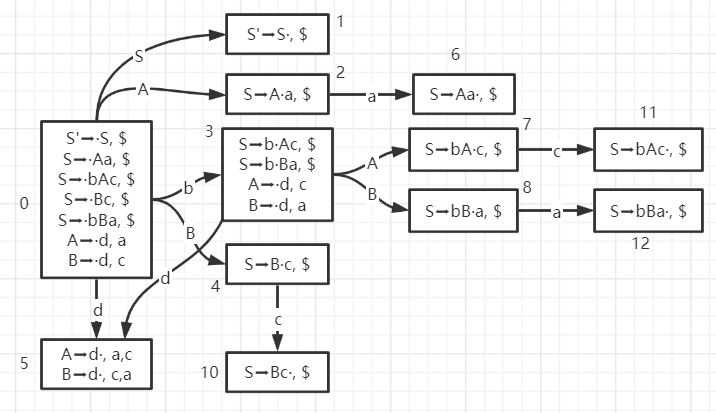 1
S'→S·, $
S
2
S→A·a, $
A
a
6
S→Aa·, $
0
S'→·S, $
S→·Aa, $
S→·bAc, $
S→·Bc, $
S→·bBa, $
A→·d, a
B→·d, c
3
S→b·Ac, $
S→b·Ba, $
A→·d, c
B→·d, a
b
B
d
d
A
B
7
S→bA·c, $
c
11
S→bAc·, $
8
S→bB·a, $
a
S→bBa·, $
12
4
S→B·c, $
c
5
A→d·, a,c
B→d·, c,a
10
S→Bc·, $